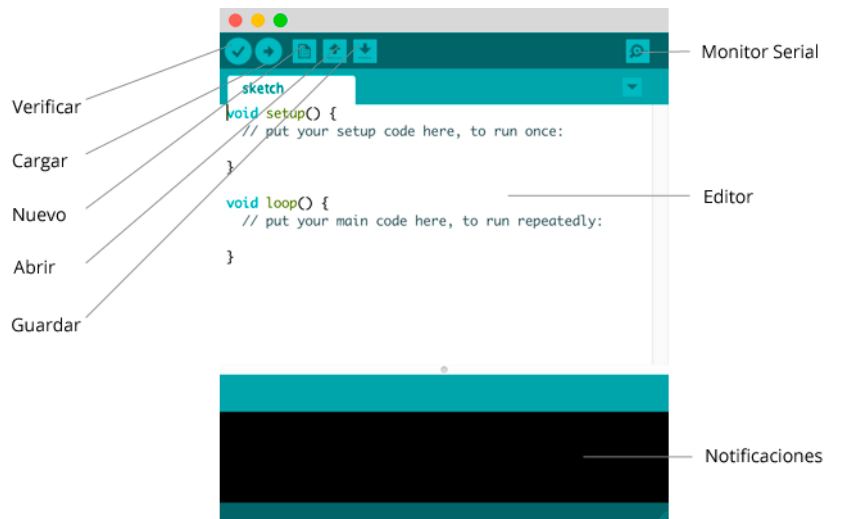 Verificar
Cargar
Nuevo
Abrir
Guardar
sketch
void setup() {
// put your setup code here, to run once:
}
void loop() {
// put your main code here, to run repeatedly:
}
Monitor Serial
Editor
Notificaciones